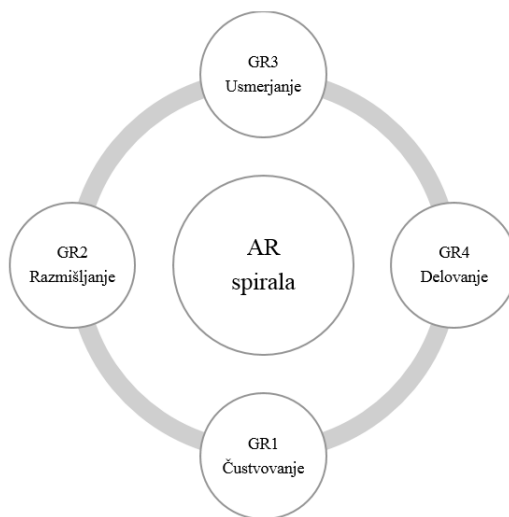 GR3
Usmerjanje
GR2
Razmišljanje
AR
spirala
GR4
Delovanje
GR1
Čustvovanje